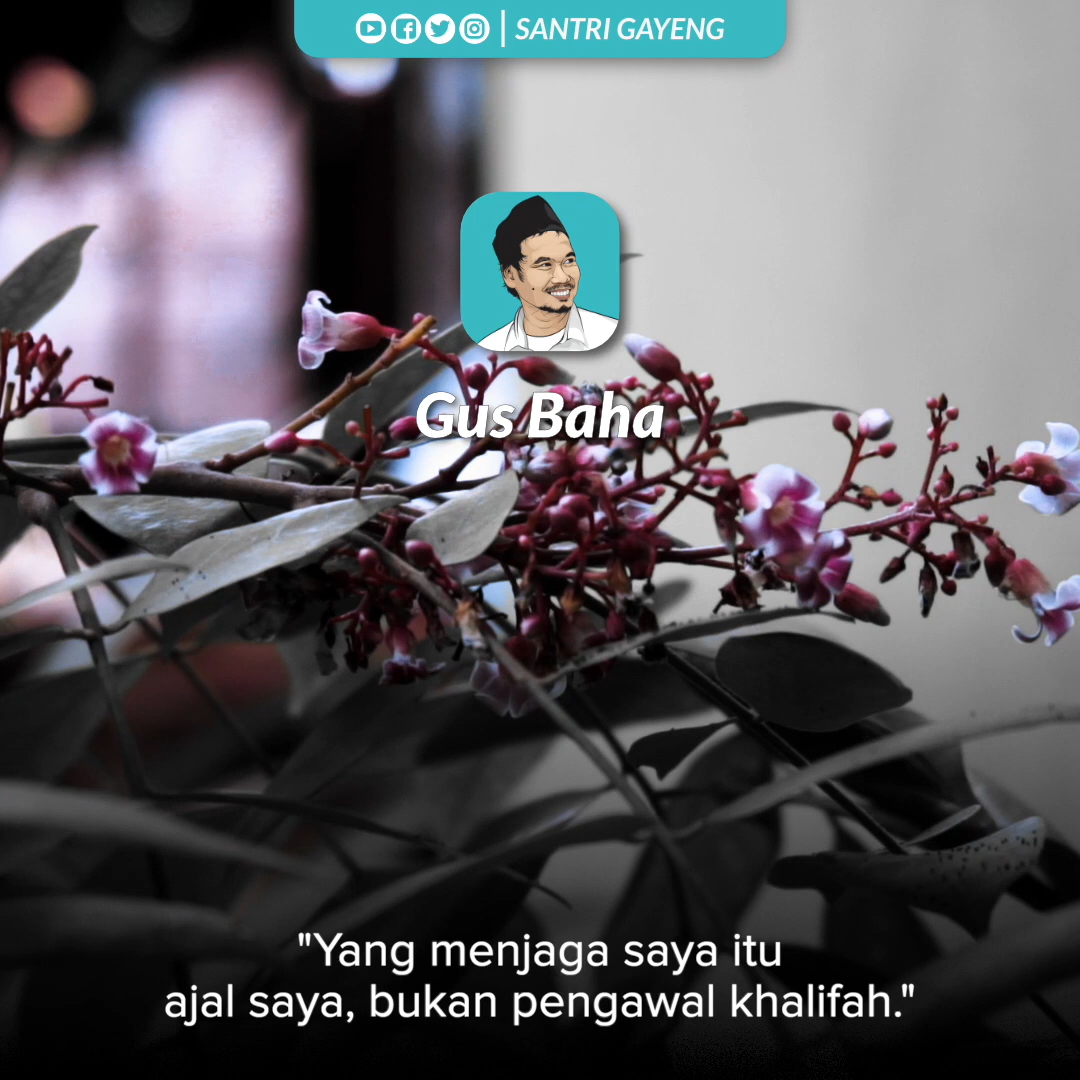 SANTRI GAYENG
Gus Baha
"Yang menjaga saya itu
ajal saya, bukan pengawal khalifah."